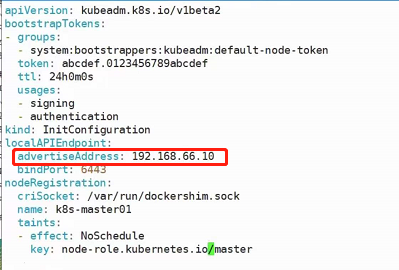 apiVersion: kubeadm.k8s.io/v1beta2
bootstrapTokens:
- groups:
  - system:bootstrappers:kubeadm:default-node-token
  token: abcdef.0123456789abcdef
  ttl: 24h0m0s
  usages:
  - signing
  - authentication
kind: InitConfiguration
localAPIEndpoint:
  advertiseAddress: 192.168.66.10
  bindPort: 6443
nodeRegistration:
  criSocket: /var/run/dockershim.sock
  name: k8s-master01
  taints:
  - effect: NoSchedule
    key: node-role.kubernetes.io/master